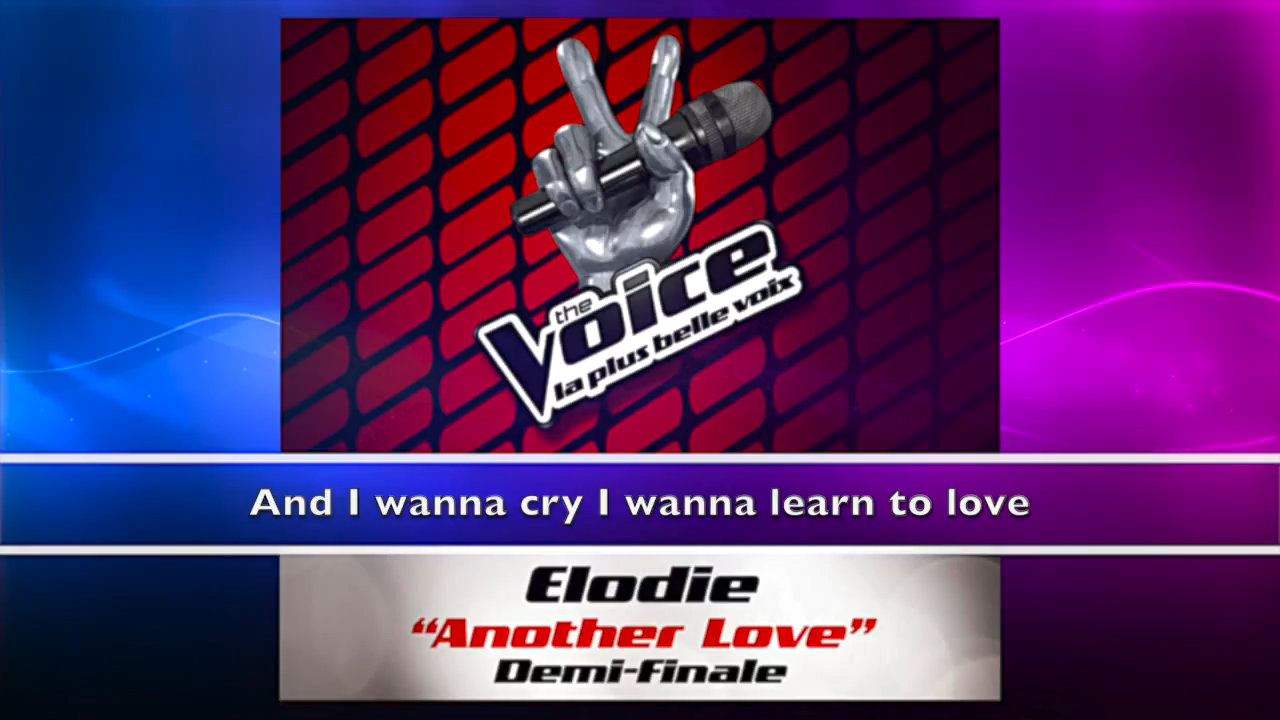 the
Voice
la plus belle voix
And I wanna cry I wanna learn to love
Elodie
“Another Love”
Demi-finale